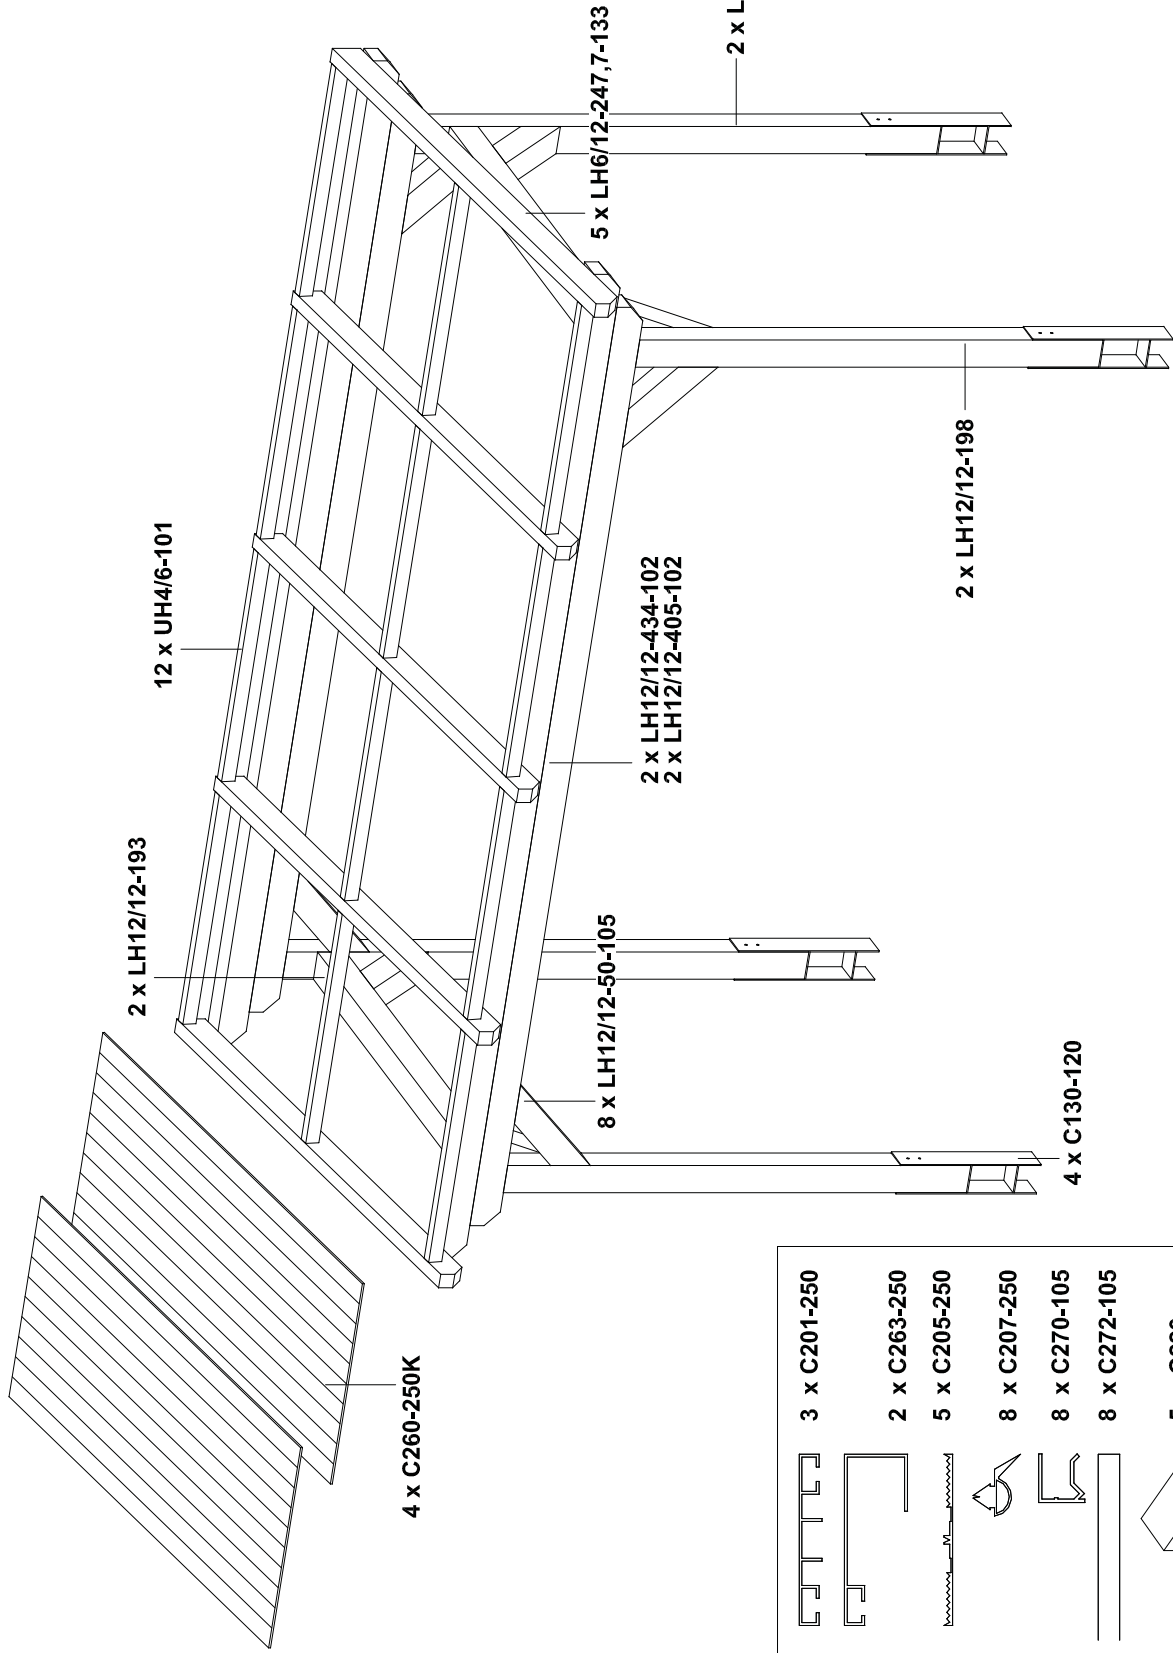 4 x C260-250K
2 x LH12/12-193
12 x UH4/6-101
5 x LH6/12-247,7-133
2 x L
2 x LH12/12-434-102
2 x LH12/12-405-102
8 x LH12/12-50-105
2 x LH12/12-198
4 x C130-120
3 x C201-250
2 x C263-250
5 x C205-250
8 x C207-250
8 x C270-105
8 x C272-105